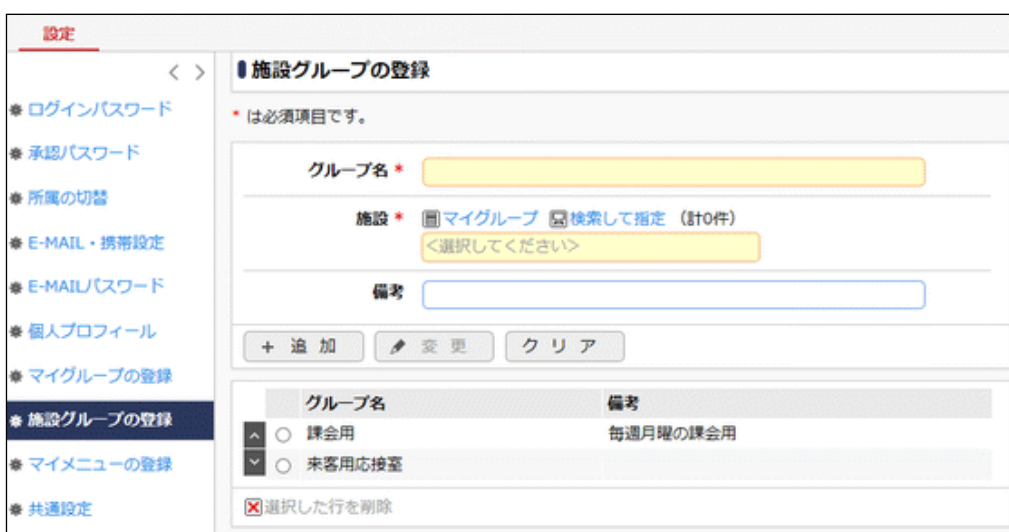 設定
< >
ログインパスワード
承認パスワード
所属の切替
E-MAIL・携帯設定
E-MAILパスワード
個人プロフィール
マイグループの登録
施設グループの登録
マイメニューの登録
共通設定
施設グループの登録
* は必須項目です。
グループ名 *
施設 * マイグループ 検索して指定 (計0件)
<選択してください>
備考
+ 追加 変更 クリア
グループ名 備考
課会用 毎週月曜の課会用
来客用応接室
選択した行を削除